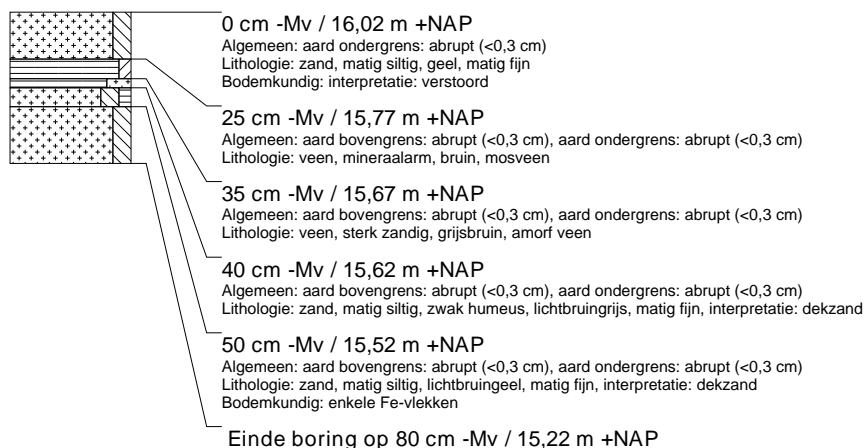 0 cm -Mv / 16,02 m +NAP
Algemeen: aard ondergrens: abrupt (<0,3 cm)
Lithologie: zand, matig siltig, geel, matig fijn
Bodemkundig: interpretatie: verstoord
25 cm -Mv / 15,77 m +NAP
Algemeen: aard bovengrens: abrupt (<0,3 cm), aard ondergrens: abrupt (<0,3 cm)
Lithologie: veen, mineraalarm, bruin, mosveen
35 cm -Mv / 15,67 m +NAP
Algemeen: aard bovengrens: abrupt (<0,3 cm), aard ondergrens: abrupt (<0,3 cm)
Lithologie: veen, sterk zandig, grijsbruin, amorf veen
40 cm -Mv / 15,62 m +NAP
Algemeen: aard bovengrens: abrupt (<0,3 cm), aard ondergrens: abrupt (<0,3 cm)
Lithologie: zand, matig siltig, zwak humeus, lichtbruingrijs, matig fijn, interpretatie: dekzand
50 cm -Mv / 15,52 m +NAP
Algemeen: aard bovengrens: abrupt (<0,3 cm), aard ondergrens: abrupt (<0,3 cm)
Lithologie: zand, matig siltig, lichtbruingeel, matig fijn, interpretatie: dekzand
Bodemkundig: enkele Fe-vlekken
Einde boring op 80 cm -Mv / 15,22 m +NAP